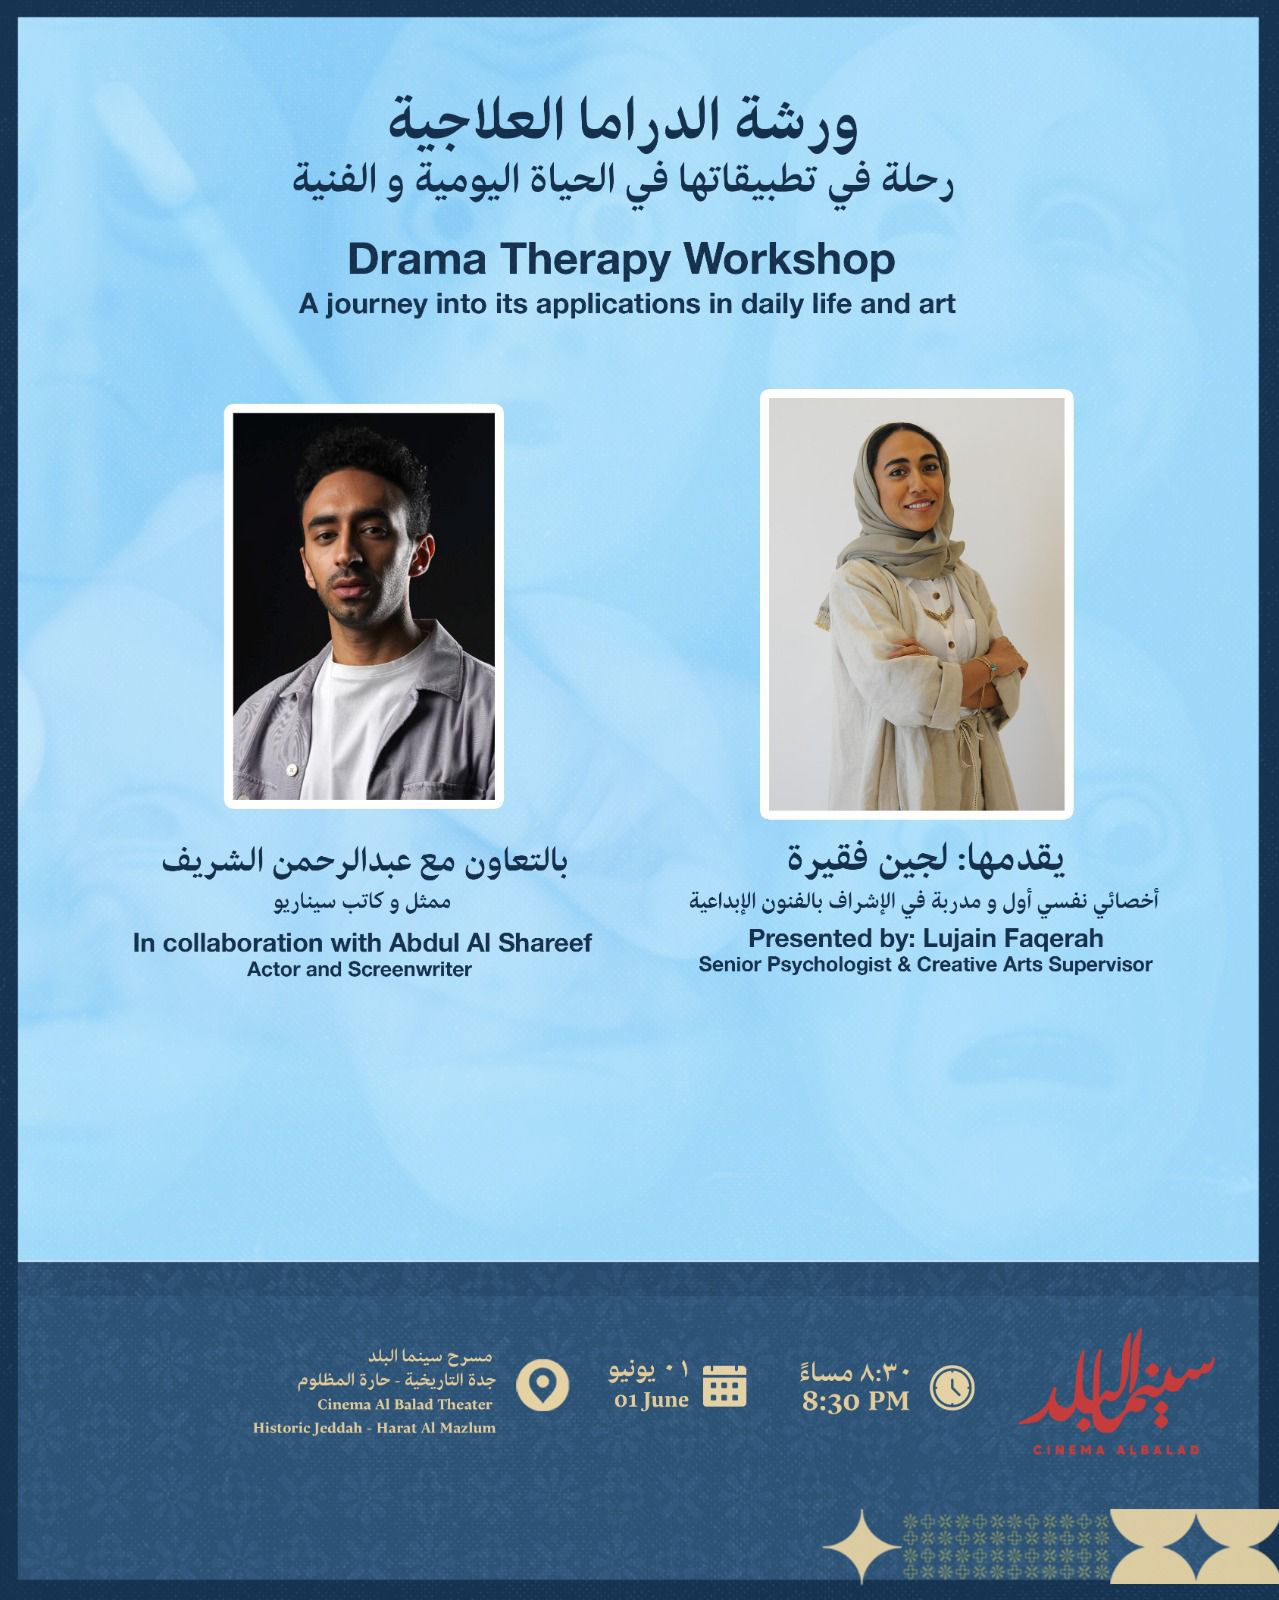 ورشة الدراما العلاجية
رحلة في تطبيقاتها في الحياة اليومية و الفنية
Drama Therapy Workshop
A journey into its applications in daily life and art
يقدمها: لجين فقيرة
أخصائي نفسي أول و مدربة في الإشراف بالفنون الإبداعية
Presented by: Lujain Faqerah
Senior Psychologist & Creative Arts Supervisor
بالتعاون مع عبدالرحمن الشريف
ممثل و كاتب سيناريو
In collaboration with Abdul Al Shareef
Actor and Screenwriter
سينما البلد
CINEMA ALBALAD
٨:٣٠ مساءً
8:30 PM
٠١ يونيو
01 June
مسرح سينما البلد
جدة التاريخية - حارة المظلوم
Cinema Al Balad Theater
Historic Jeddah - Harat Al Mazlum